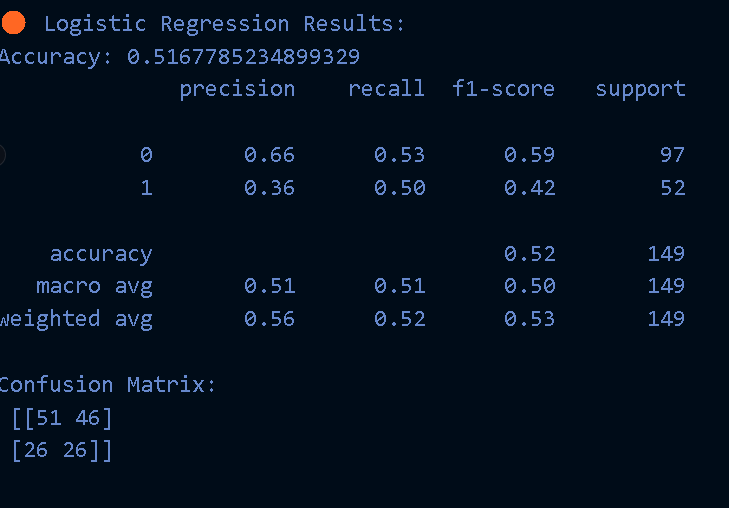 Logistic Regression Results:
Accuracy: 0.5167785234899329
precision recall f1-score support
0 0.66 0.53 0.59 97
1 0.36 0.50 0.42 52
accuracy 0.52 149
macro avg 0.51 0.51 0.50 149
weighted avg 0.56 0.52 0.53 149
Confusion Matrix:
[[51 46]
[26 26]]